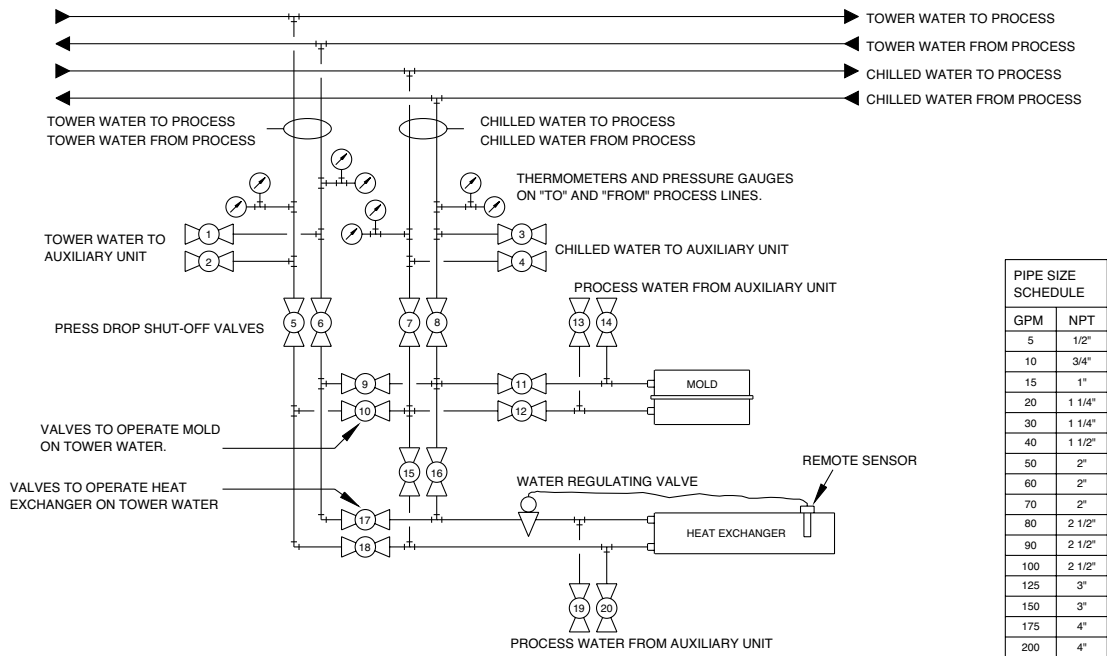 TOWER WATER TO PROCESS
TOWER WATER FROM PROCESS
CHILLED WATER TO PROCESS
CHILLED WATER FROM PROCESS
TOWER WATER TO PROCESS
TOWER WATER FROM PROCESS
CHILLED WATER TO PROCESS
CHILLED WATER FROM PROCESS
THERMOMETERS AND PRESSURE GAUGES
ON "TO" AND "FROM" PROCESS LINES.
1
3
TOWER WATER TO
AUXILIARY UNIT
CHILLED WATER TO AUXILIARY UNIT
2
4
PROCESS WATER FROM AUXILIARY UNIT
PRESS DROP SHUT-OFF VALVES
5
6
7
8
13
14
9
11
MOLD
10
12
VALVES TO OPERATE MOLD
ON TOWER WATER.
15
16
REMOTE SENSOR
VALVES TO OPERATE HEAT
EXCHANGER ON TOWER WATER
WATER REGULATING VALVE
17
HEAT EXCHANGER
18
19
20
PROCESS WATER FROM AUXILIARY UNIT
PIPE SIZE
SCHEDULE
GPM NPT
5 1/2"
10 3/4"
15 1"
20 1 1/4"
30 1 1/4"
40 1 1/2"
50 2"
60 2"
70 2"
80 2 1/2"
90 2 1/2"
100 2 1/2"
125 3"
150 3"
175 4"
200 4"